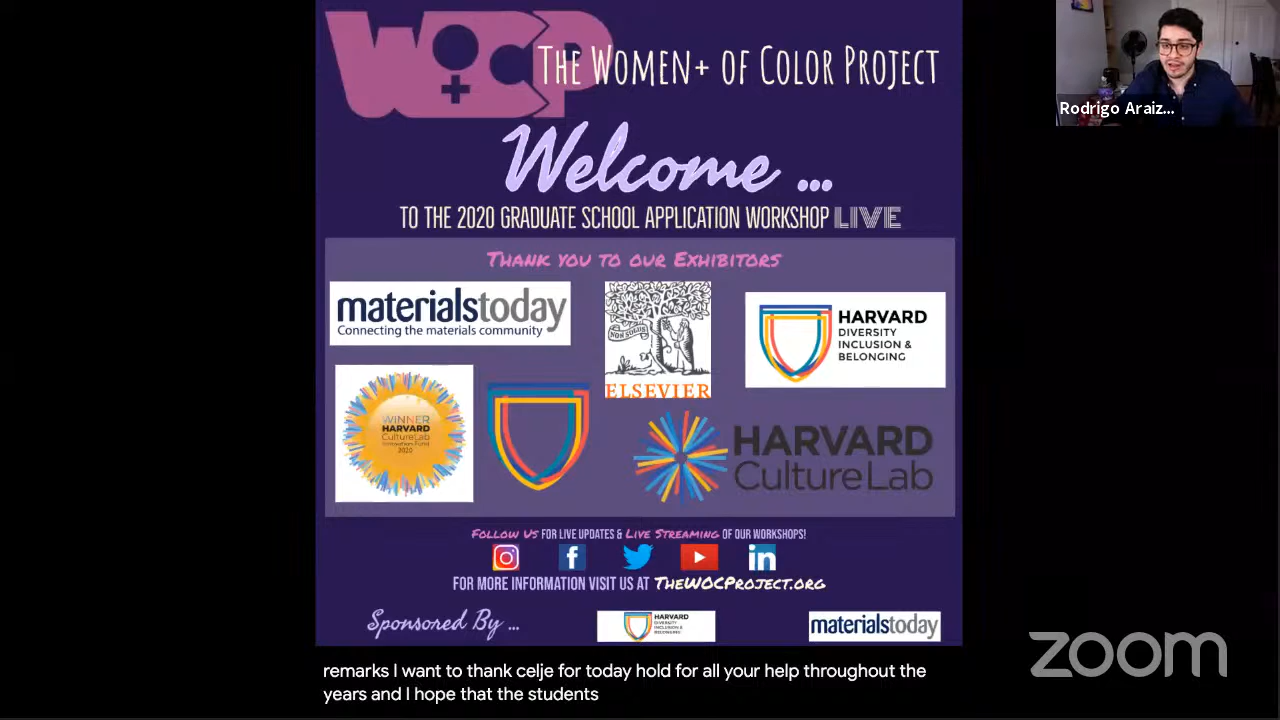 WOCP
THE WOMEN+ OF COLOR PROJECT
Welcome ...
TO THE 2020 GRADUATE SCHOOL APPLICATION WORKSHOP LIVE
THANK YOU TO OUR EXHIBITORS
materialstoday
Connecting the materials community
NON SOLUS
ELSEVIER
HARVARD
DIVERSITY
INCLUSION &
BELONGING
WINNER
HARVARD
CultureLab
Innovation Fund
2020
HARVARD
CultureLab
FOLLOW US FOR LIVE UPDATES & LIVE STREAMING OF OUR WORKSHOPS!
FOR MORE INFORMATION VISIT US AT THEWOCPROJECT.ORG
Sponsored By ...
HARVARD
DIVERSITY
INCLUSION &
BELONGING
materialstoday
Rodrigo Araiz...
remarks I want to thank celje for today hold for all your help throughout the
years and I hope that the students
zoom